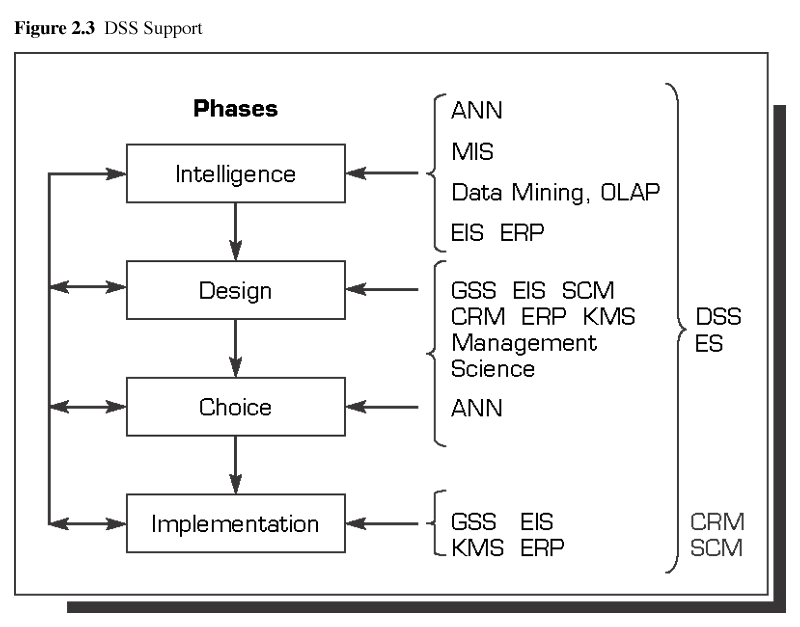 Figure 2.3 DSS Support
Phases
Intelligence
Design
Choice
Implementation
ANN
MIS
Data Mining, OLAP
EIS ERP
GSS EIS SCM
CRM ERP KMS
Management
Science
ANN
GSS EIS
KMS ERP
DSS
ES
CRM
SCM